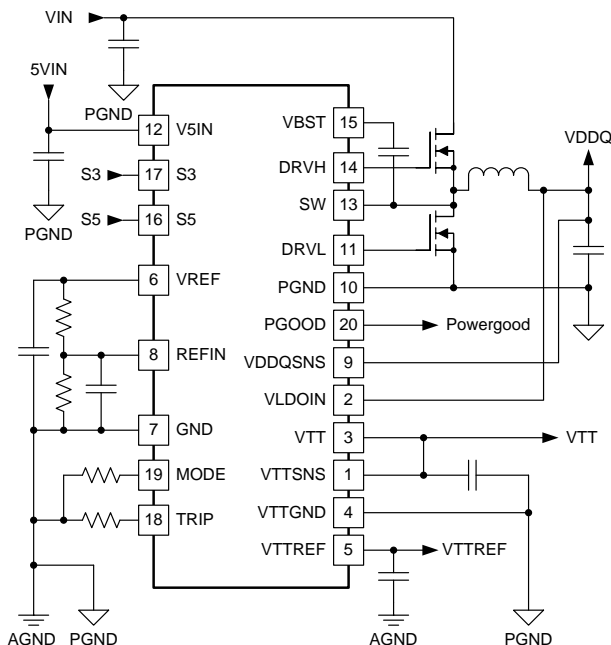 VIN
5VIN
PGND
VDDQ
12 V5IN
VBST 15
S3
17 S3
DRVH 14
S5
16 S5
SW 13
PGND
DRVL 11
6 VREF
PGND 10
PGOOD 20
Powergood
8 REFIN
VDDQSNS 9
VLDOIN 2
7 GND
VTT 3
VTT
19 MODE
VTTSNS 1
18 TRIP
VTTGND 4
VTTREF 5
VTTREF
AGND
PGND
AGND
PGND